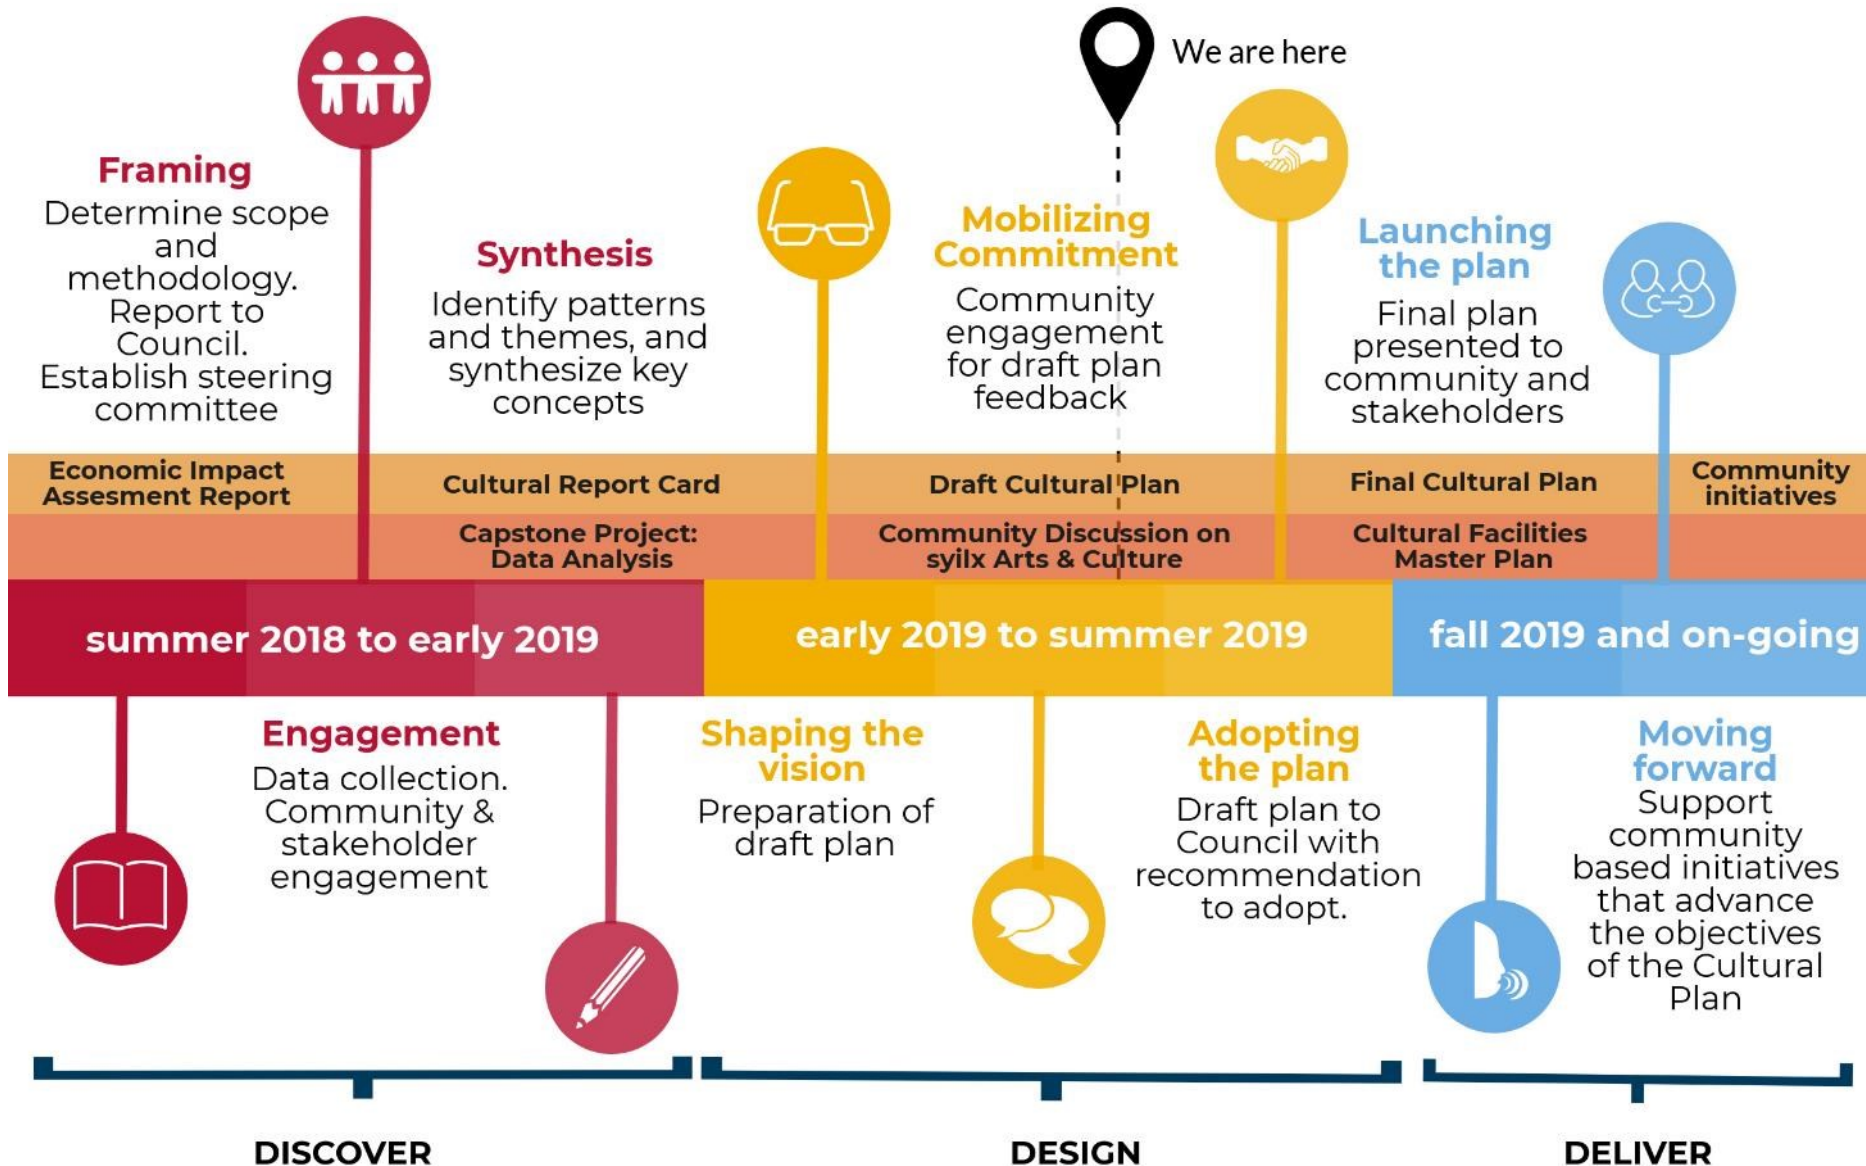 We are here
Framing
Determine scope
and
methodology.
Report to
Council.
Establish steering
committee
Synthesis
Identify patterns
and themes, and
synthesize key
concepts
Mobilizing
Commitment
Community
engagement
for draft plan
feedback
Launching
the plan
Final plan
presented to
community and
stakeholders
Economic Impact
Assesment Report
Cultural Report Card
Draft Cultural Plan
Final Cultural Plan
Community
initiatives
Capstone Project:
Data Analysis
Community Discussion on
syilx Arts & Culture
Cultural Facilities
Master Plan
summer 2018 to early 2019
early 2019 to summer 2019
fall 2019 and on-going
Engagement
Data collection.
Community &
stakeholder
engagement
Shaping the
vision
Preparation of
draft plan
Adopting
the plan
Draft plan to
Council with
recommendation
to adopt.
Moving
forward
Support
community
based initiatives
that advance
the objectives
of the Cultural
Plan
DISCOVER
DESIGN
DELIVER